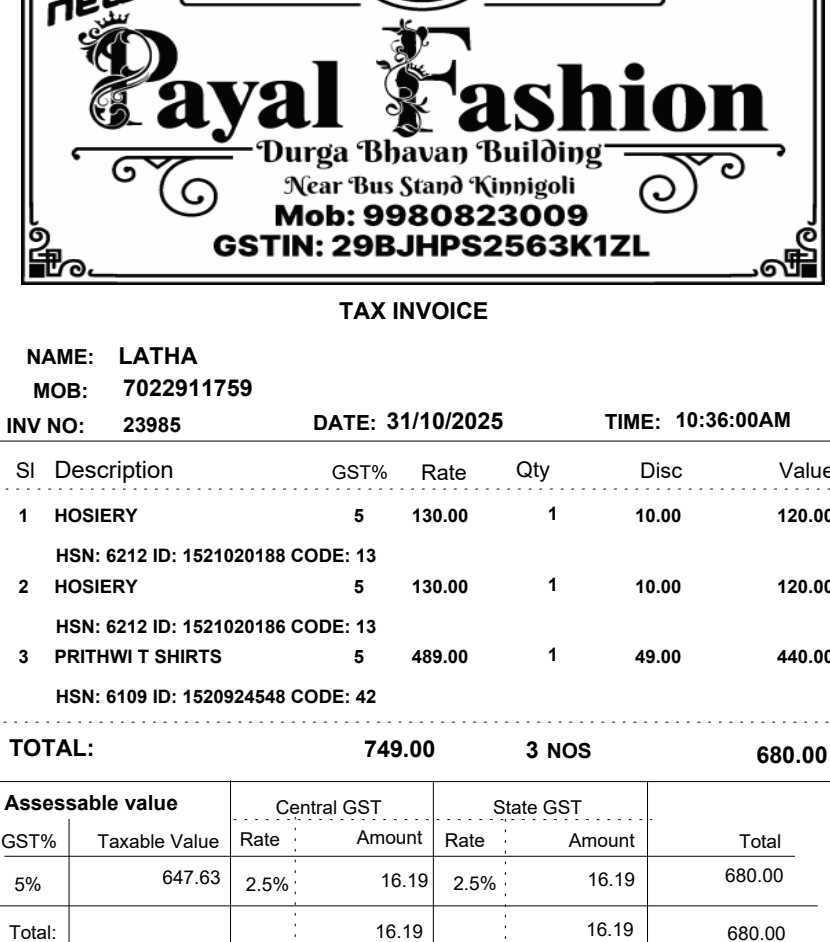 new
Payal Fashion
Durga Bhavan Building
Near Bus Stand Kinnigoli
Mob: 9980823009
GSTIN: 29BJHPS2563K1ZL
TAX INVOICE
NAME: LATHA
MOB: 7022911759
INV NO: 23985 DATE: 31/10/2025 TIME: 10:36:00AM
Sl Description GST% Rate Qty Disc Value
1 HOSIERY 5 130.00 1 10.00 120.00
HSN: 6212 ID: 1521020188 CODE: 13
2 HOSIERY 5 130.00 1 10.00 120.00
HSN: 6212 ID: 1521020186 CODE: 13
3 PRITHWI T SHIRTS 5 489.00 1 49.00 440.00
HSN: 6109 ID: 1520924548 CODE: 42
TOTAL: 749.00 3 NOS 680.00
Assessable value Central GST State GST
GST% Taxable Value Rate Amount Rate Amount Total
5% 647.63 2.5% 16.19 2.5% 16.19 680.00
Total: 16.19 16.19 680.00